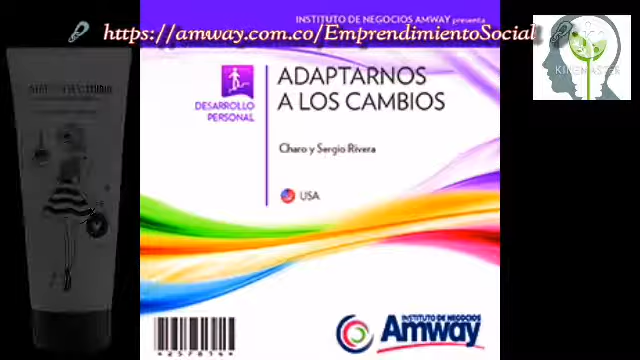 INSTITUTO DE NEGOCIOS AMWAY presenta
https://amway.com.co/EmprendimientoSocial
KINEMASTER
ADAPTARNOS
A LOS CAMBIOS
DESARROLLO
PERSONAL
Charo y Sergio Rivera
USA
INSTITUTO DE NEGOCIOS
Amway